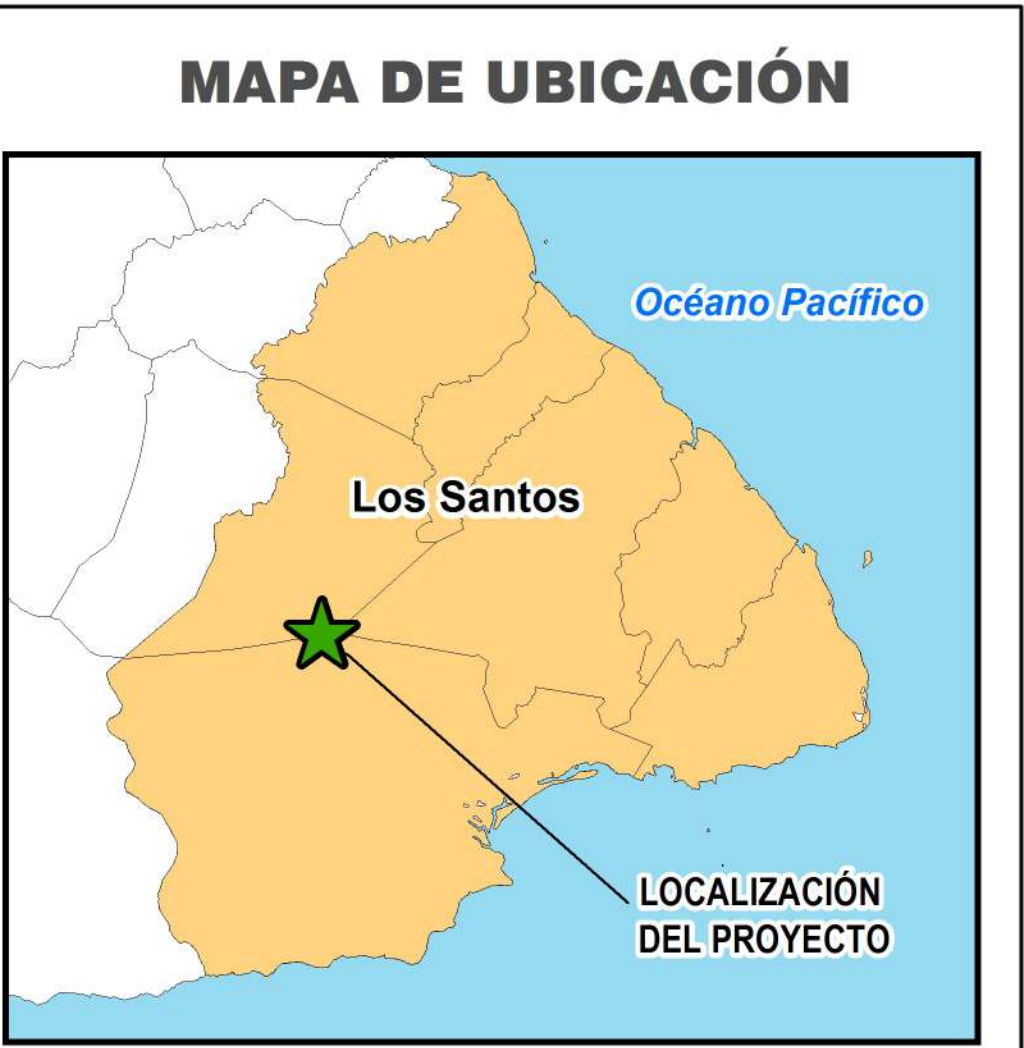 MAPA DE UBICACIÓN
Océano Pacífico
Los Santos
LOCALIZACIÓN
DEL PROYECTO